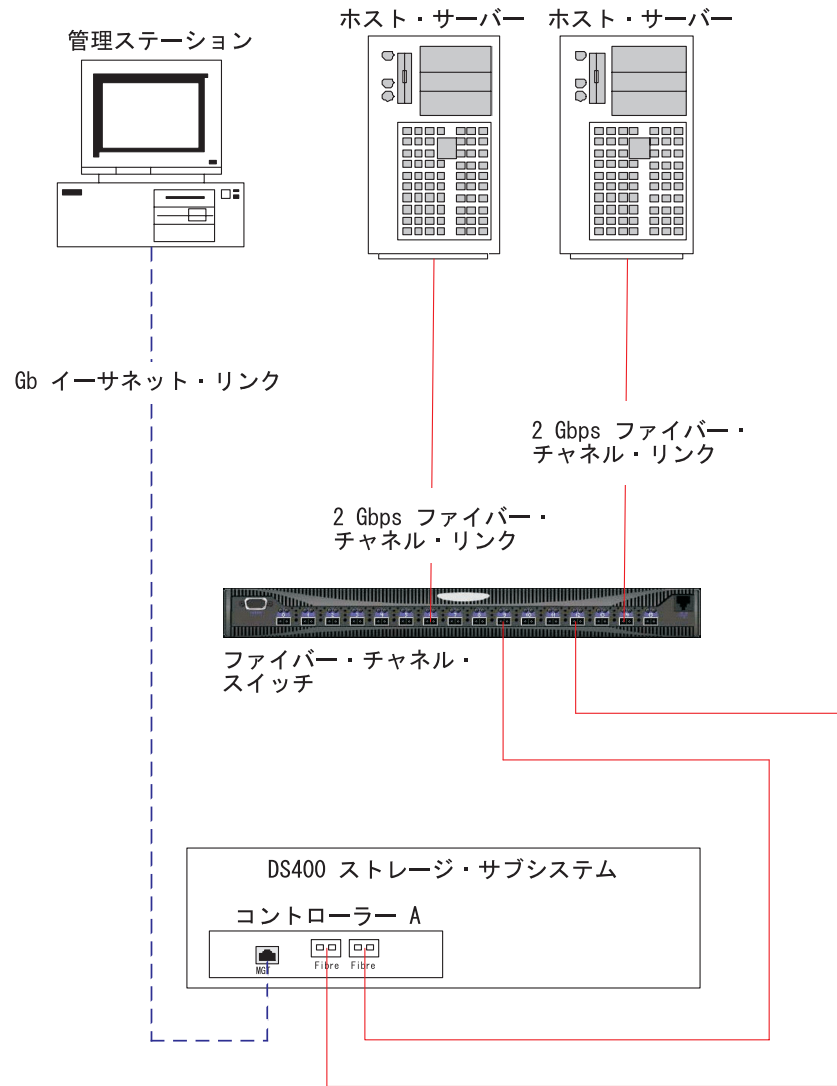 ホスト・サーバー ホスト・サーバー
管理ステーション
Gb イーサネット・リンク
2 Gbps ファイバー・
チャネル・リンク
2 Gbps ファイバー・
チャネル・リンク
ファイバー・チャネル・
スイッチ
DS400 ストレージ・サブシステム
コントローラー A
MGT
Fibre Fibre